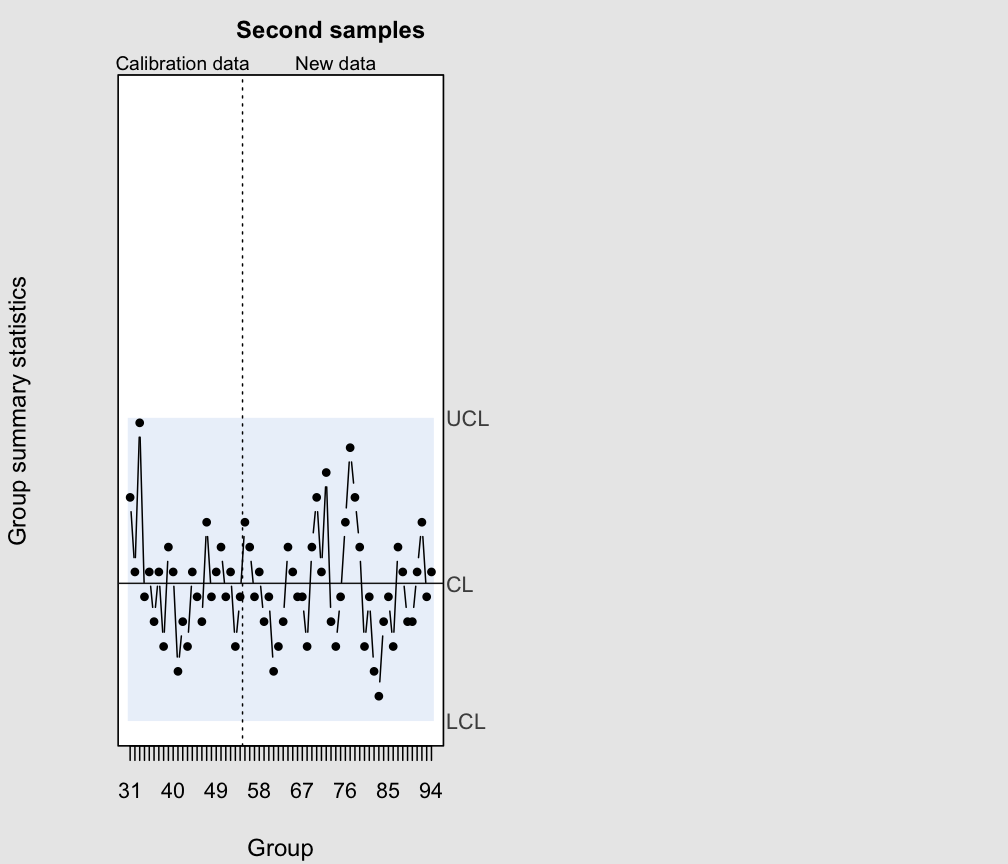 Second samples
Calibration data New data
Group summary statistics
UCL
CL
LCL
31 40 49 58 67 76 85 94
Group